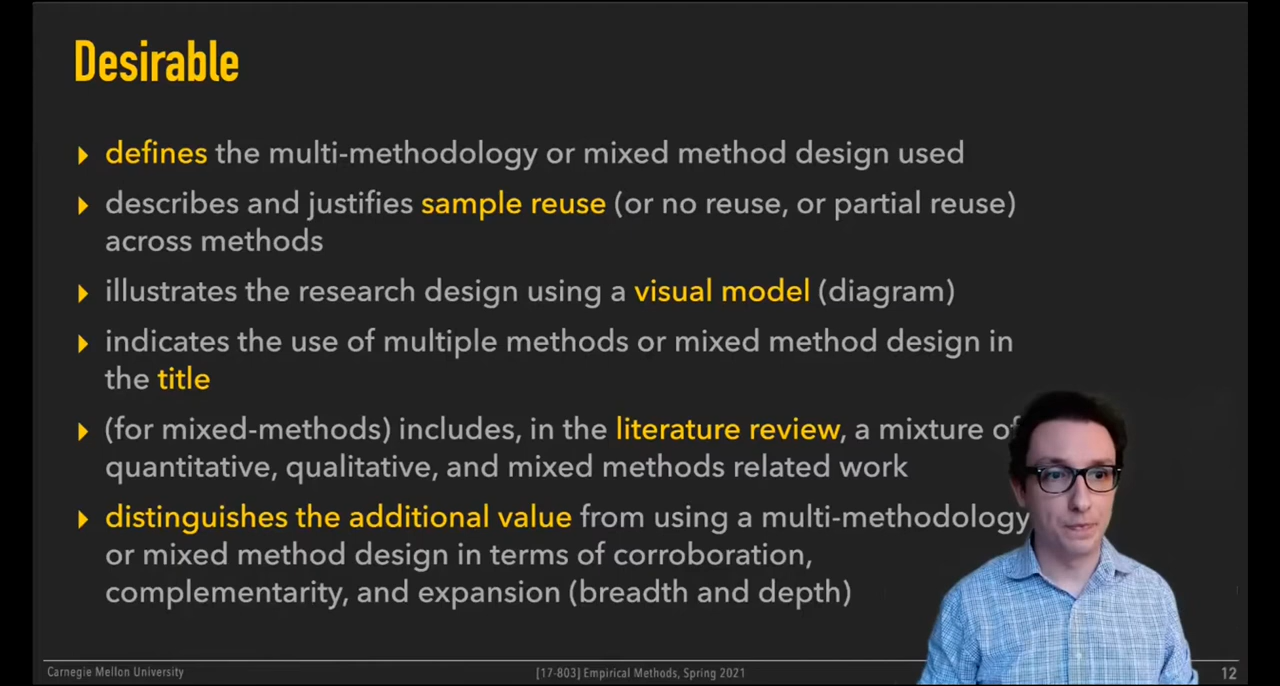 Desirable
defines the multi-methodology or mixed method design used
describes and justifies sample reuse (or no reuse, or partial reuse)
across methods
illustrates the research design using a visual model (diagram)
indicates the use of multiple methods or mixed method design in
the title
(for mixed-methods) includes, in the literature review, a mixture of
quantitative, qualitative, and mixed methods related work
distinguishes the additional value from using a multi-methodology
or mixed method design in terms of corroboration,
complementarity, and expansion (breadth and depth)
Carnegie Mellon University
[17-803] Empirical Methods, Spring 2021
12